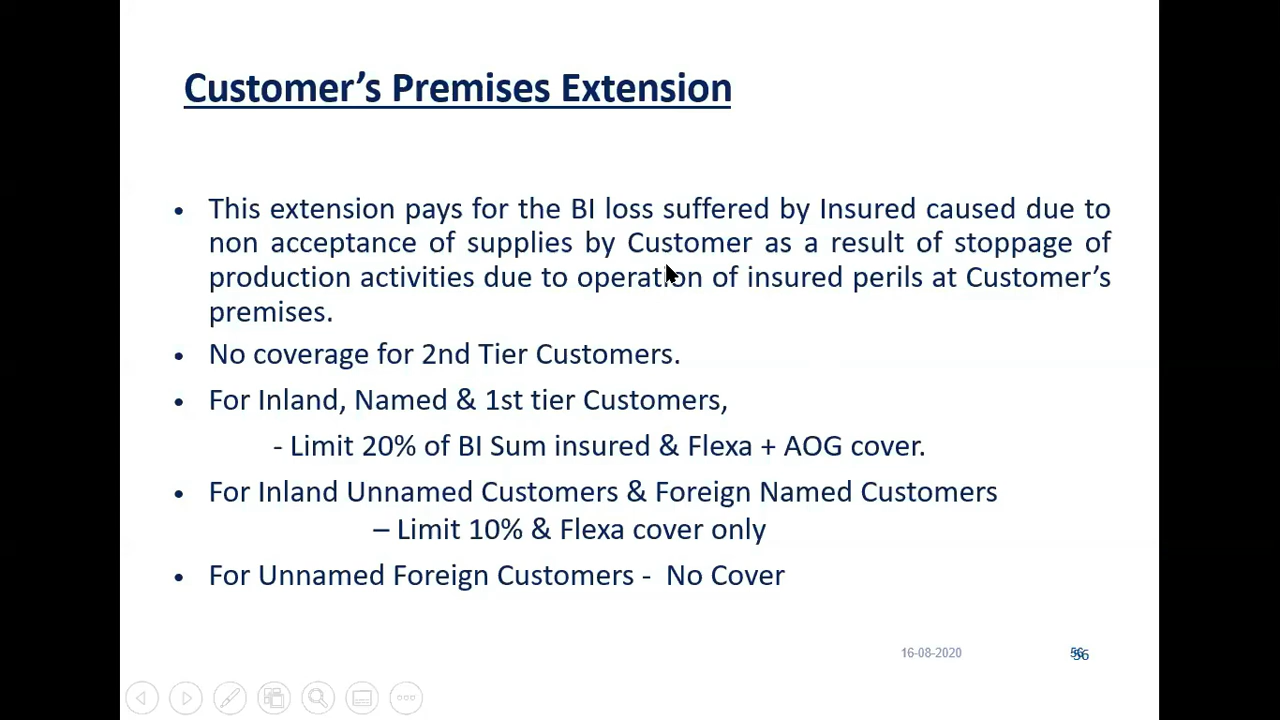 Customer’s Premises Extension
• This extension pays for the BI loss suffered by Insured caused due to
non acceptance of supplies by Customer as a result of stoppage of
production activities due to operation of insured perils at Customer’s
premises.
• No coverage for 2nd Tier Customers.
• For Inland, Named & 1st tier Customers,
- Limit 20% of BI Sum insured & Flexa + AOG cover.
• For Inland Unnamed Customers & Foreign Named Customers
– Limit 10% & Flexa cover only
• For Unnamed Foreign Customers - No Cover
16-08-2020 56